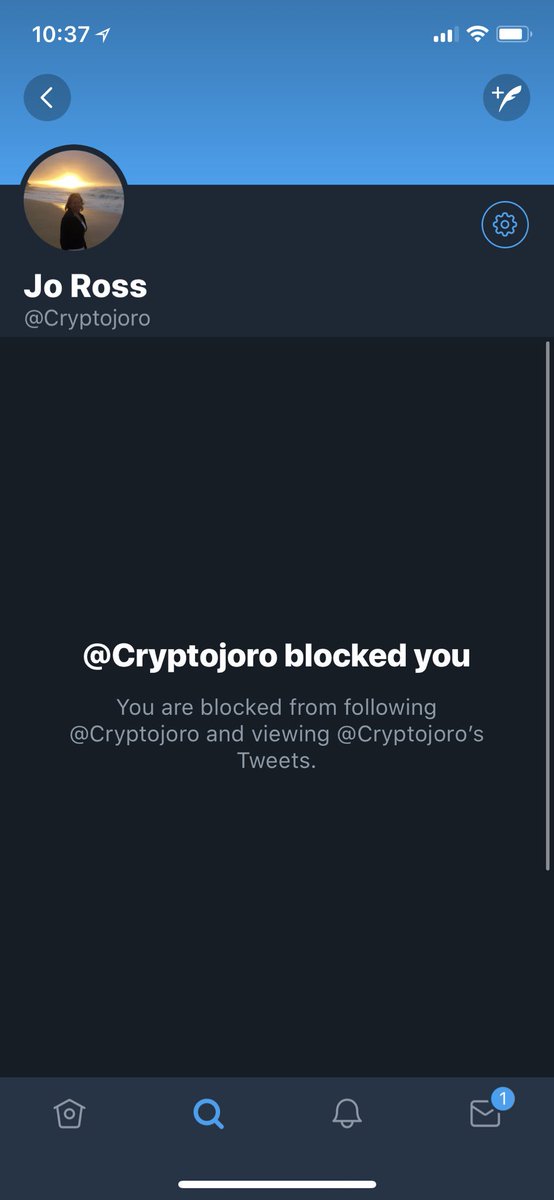 10:37
Jo Ross
@Cryptojoro
@Cryptojoro blocked you
You are blocked from following
@Cryptojoro and viewing @Cryptojoro’s
Tweets.
1